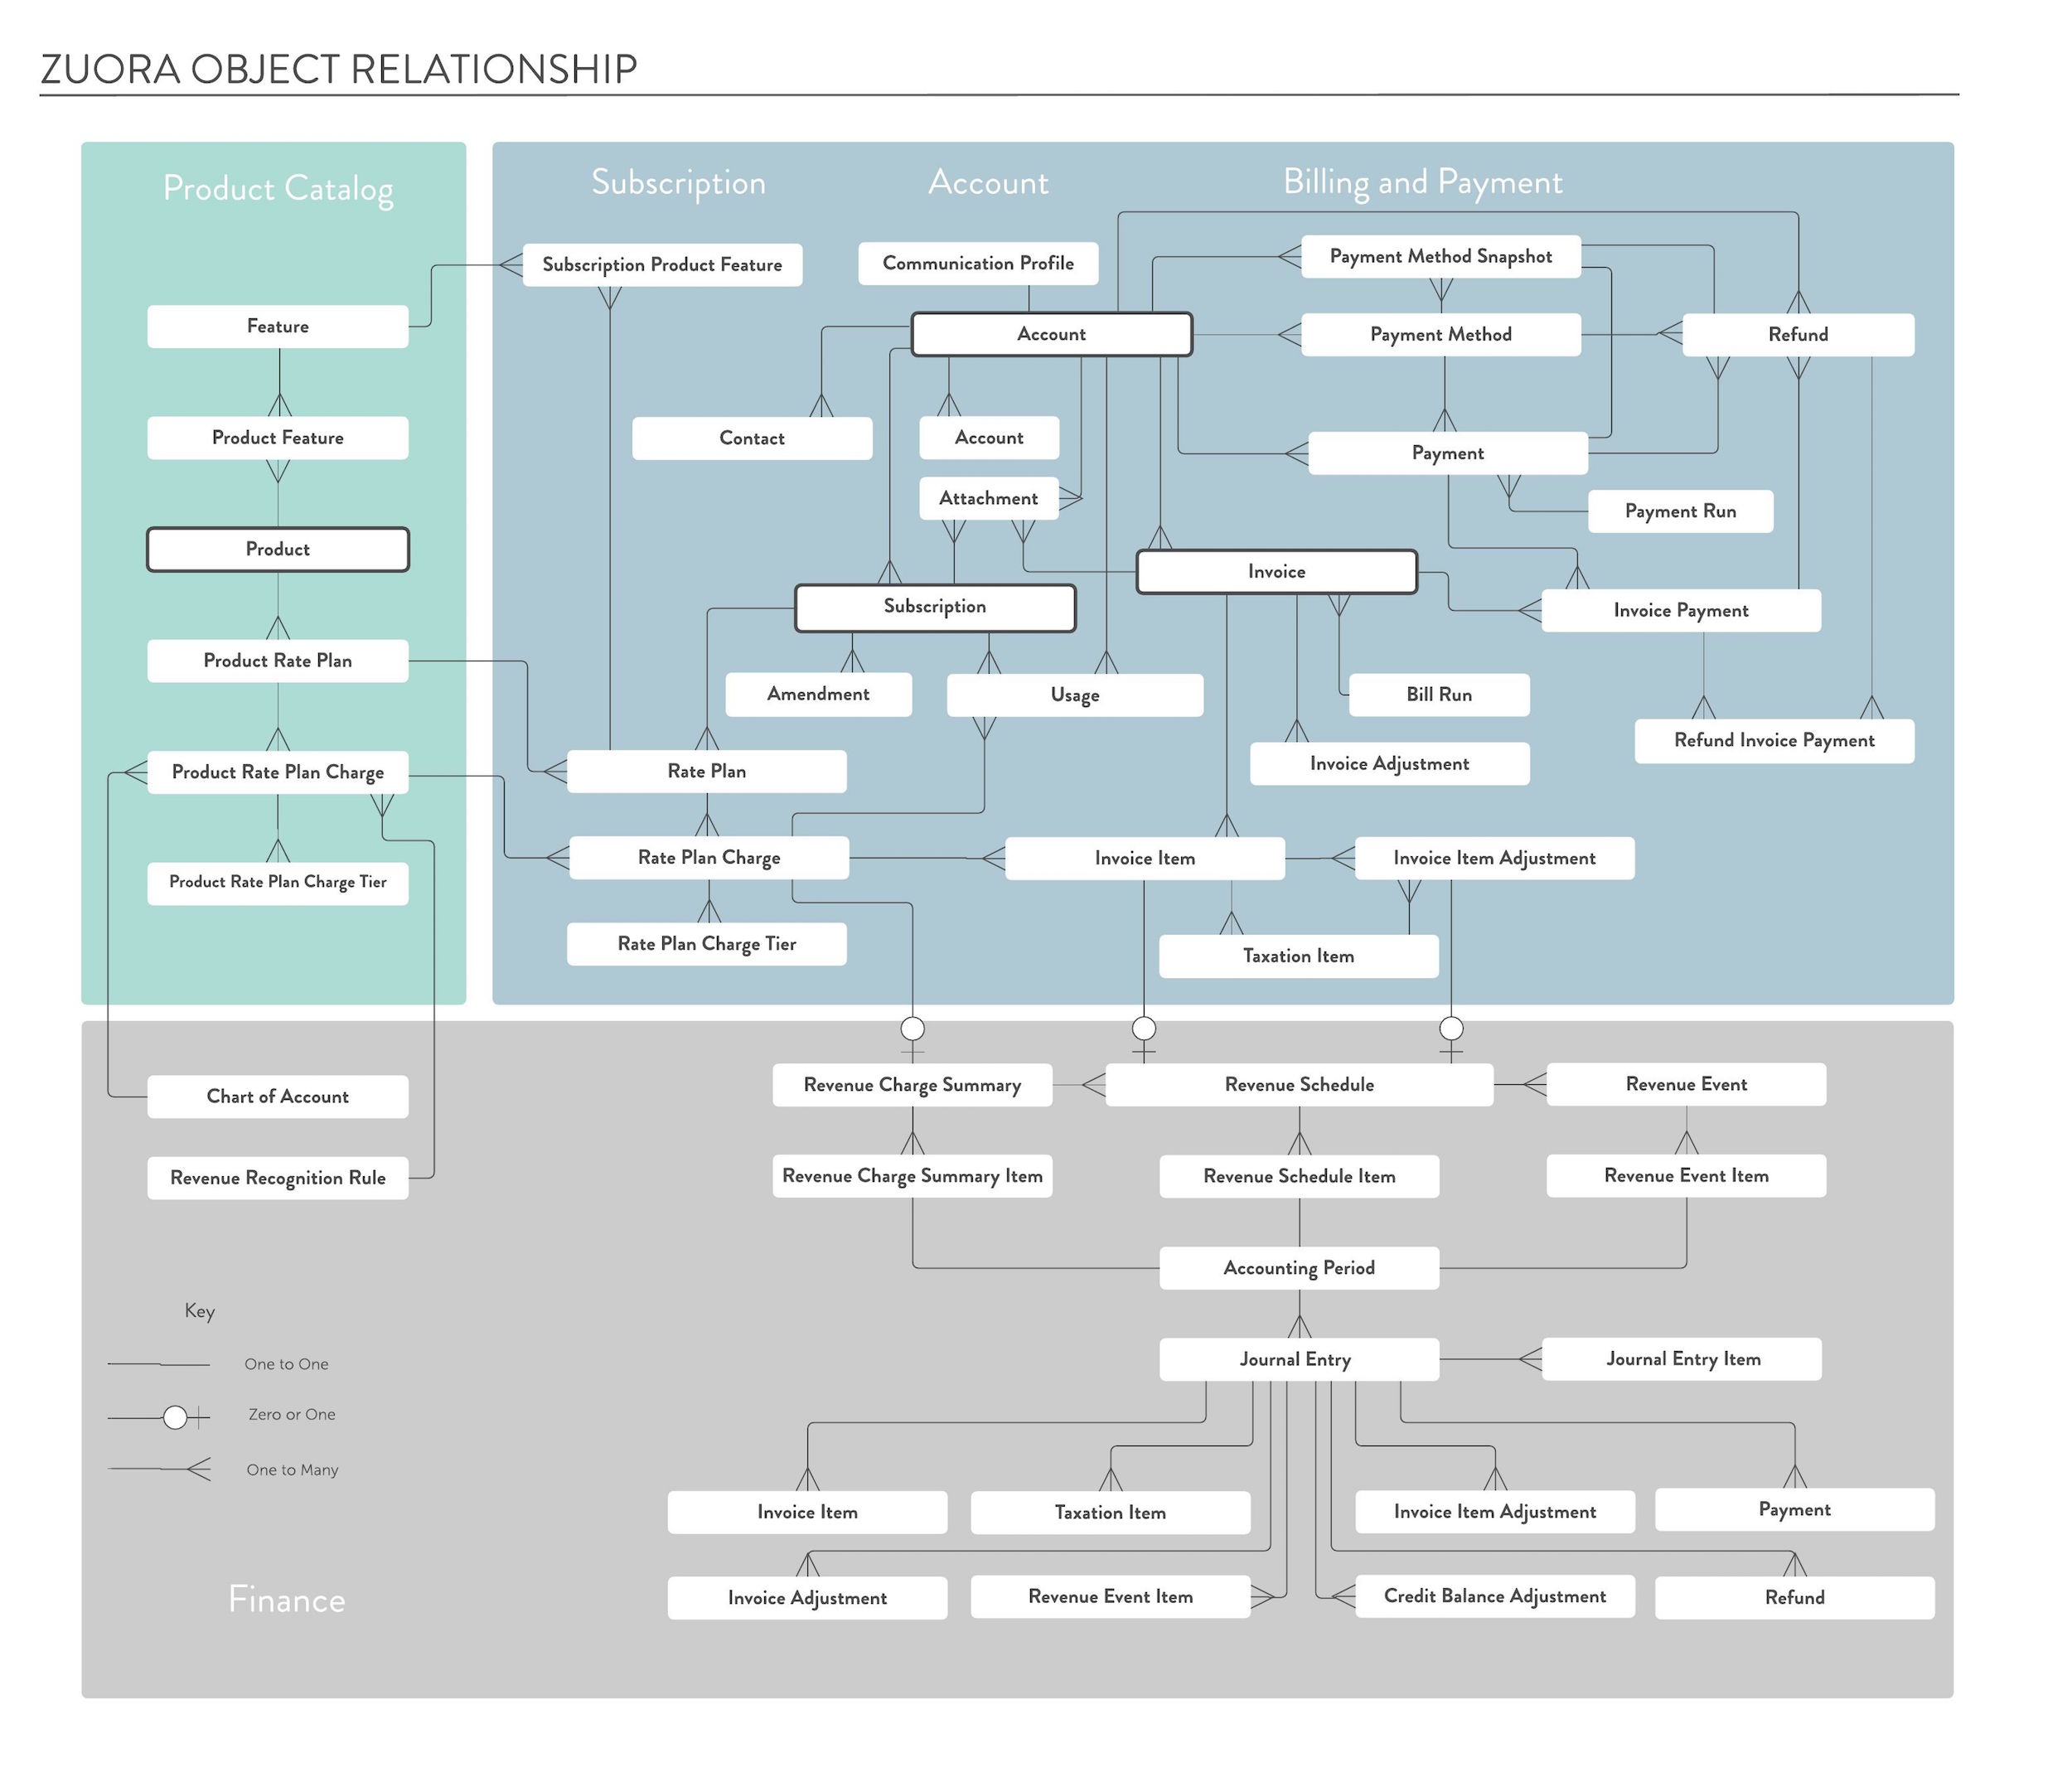 ZUORA OBJECT RELATIONSHIP
Product Catalog
Feature
Product Feature
Product
Product Rate Plan
Product Rate Plan Charge
Product Rate Plan Charge Tier
Subscription
Account
Billing and Payment
Subscription Product Feature
Communication Profile
Payment Method Snapshot
Account
Payment Method
Refund
Contact
Account
Payment
Attachment
Payment Run
Invoice
Subscription
Invoice Payment
Amendment
Usage
Bill Run
Refund Invoice Payment
Rate Plan
Invoice Adjustment
Rate Plan Charge
Invoice Item
Invoice Item Adjustment
Rate Plan Charge Tier
Taxation Item
Chart of Account
Revenue Recognition Rule
Revenue Charge Summary
Revenue Schedule
Revenue Event
Revenue Charge Summary Item
Revenue Schedule Item
Revenue Event Item
Accounting Period
Journal Entry
Journal Entry Item
Key
One to One
Zero or One
One to Many
Invoice Item
Taxation Item
Invoice Item Adjustment
Payment
Invoice Adjustment
Revenue Event Item
Credit Balance Adjustment
Refund
Finance